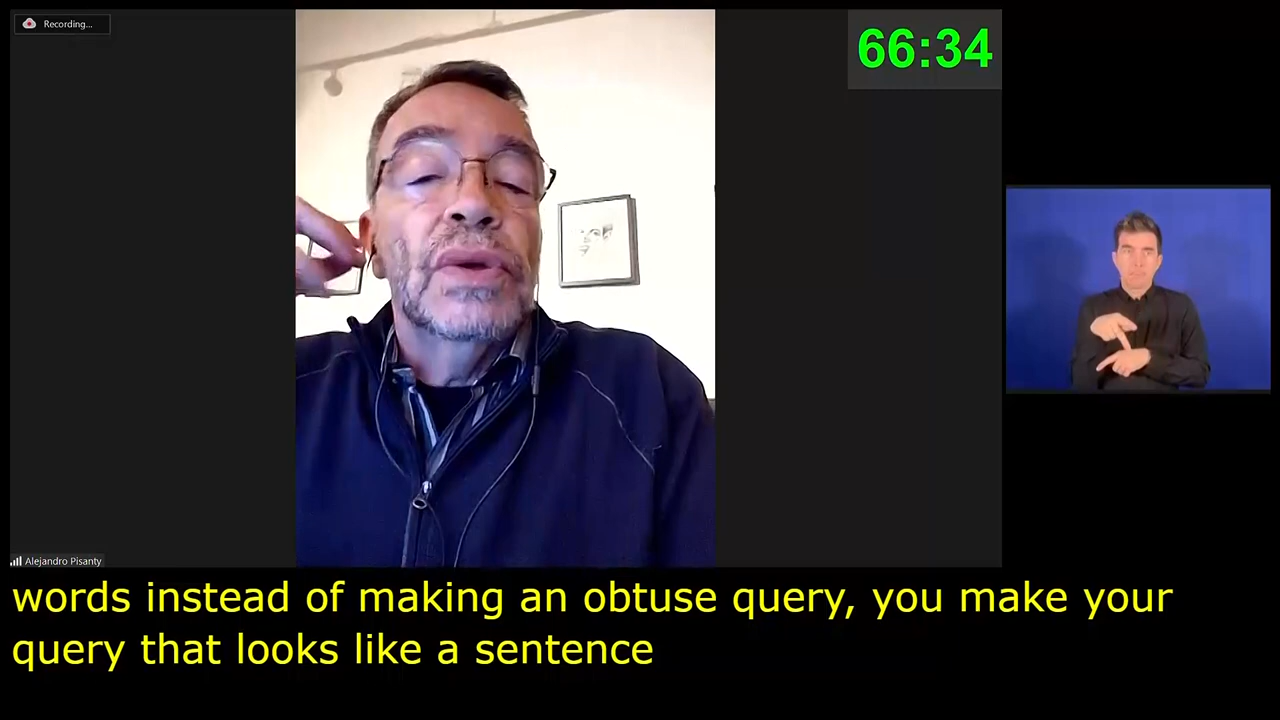 Recording...
66:34
Alejandro Pisanty
words instead of making an obtuse query, you make your
query that looks like a sentence